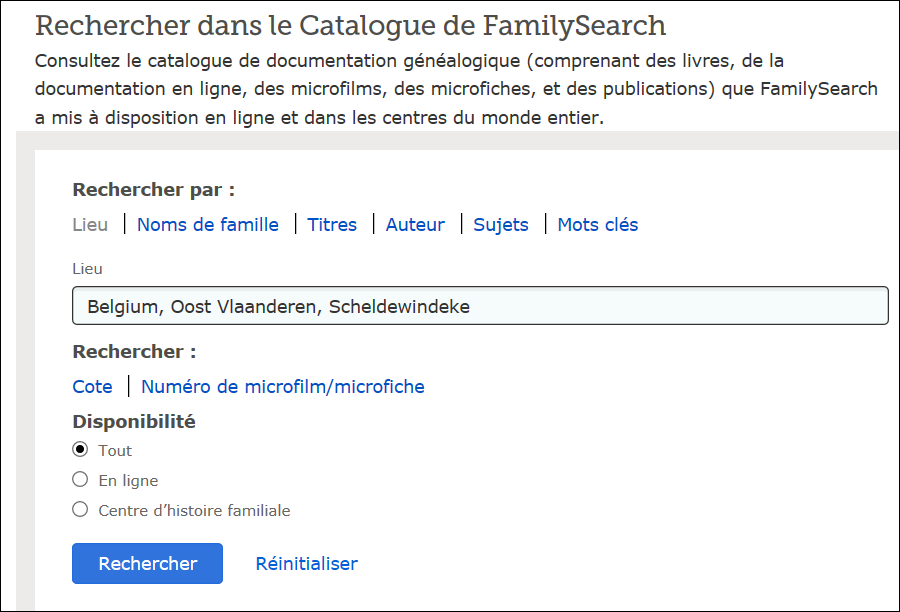 Rechercher dans le Catalogue de FamilySearch
Consultez le catalogue de documentation généalogique (comprenant des livres, de la
documentation en ligne, des microfilms, des microfiches, et des publications) que FamilySearch
a mis à disposition en ligne et dans les centres du monde entier.
Rechercher par :
Lieu | Noms de famille | Titres | Auteur | Sujets | Mots clés
Lieu
Belgium, Oost Vlaanderen, Scheldewindeke
Rechercher :
Cote | Numéro de microfilm/microfiche
Disponibilité
Tout
En ligne
Centre d’histoire familiale
Rechercher Réinitialiser